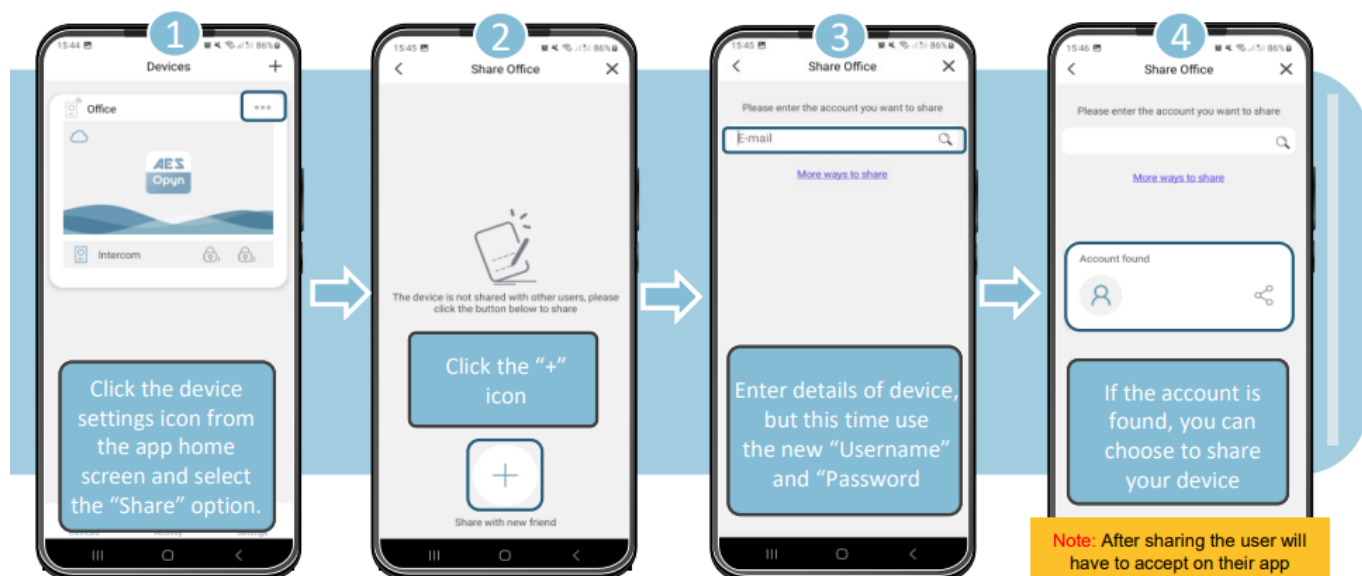 1
15:44
86%
Devices
+
Office
AES
Opyn
Intercom
Click the device
settings icon from
the app home
screen and select
the “Share” option.
2
15:45
86%
Share Office
The device is not shared with other users, please
click the button below to share
Click the “+”
icon
Share with new friend
3
15:45
86%
Share Office
Please enter the account you want to share
E-mail
More ways to share
Enter details of device,
but this time use
the new “Username”
and “Password
4
15:46
86%
Share Office
Please enter the account you want to share
More ways to share
Account found
If the account is
found, you can
choose to share
your device
Note: After sharing the user will
have to accept on their app